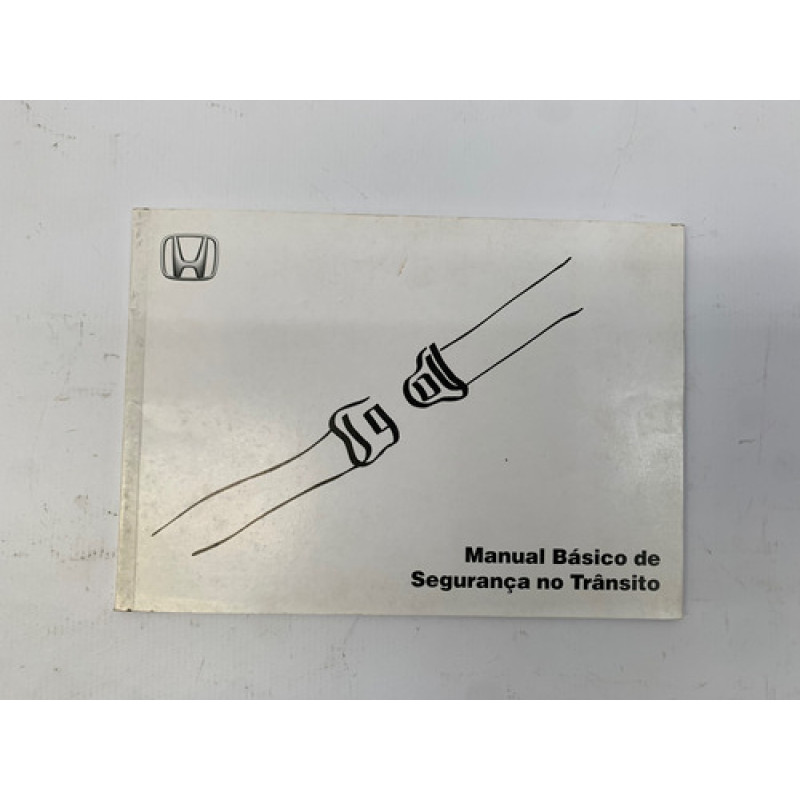 Manual Básico de
Segurança no Trânsito